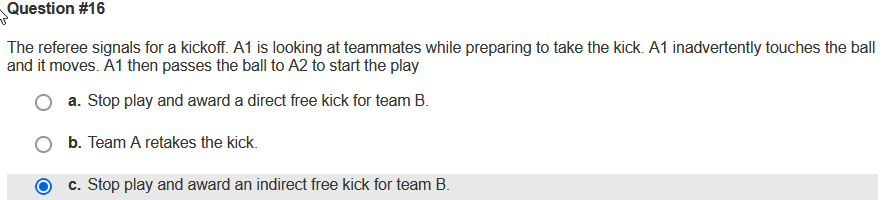 Question #16
The referee signals for a kickoff. A1 is looking at teammates while preparing to take the kick. A1 inadvertently touches the ball
and it moves. A1 then passes the ball to A2 to start the play
a. Stop play and award a direct free kick for team B.
b. Team A retakes the kick.
c. Stop play and award an indirect free kick for team B.